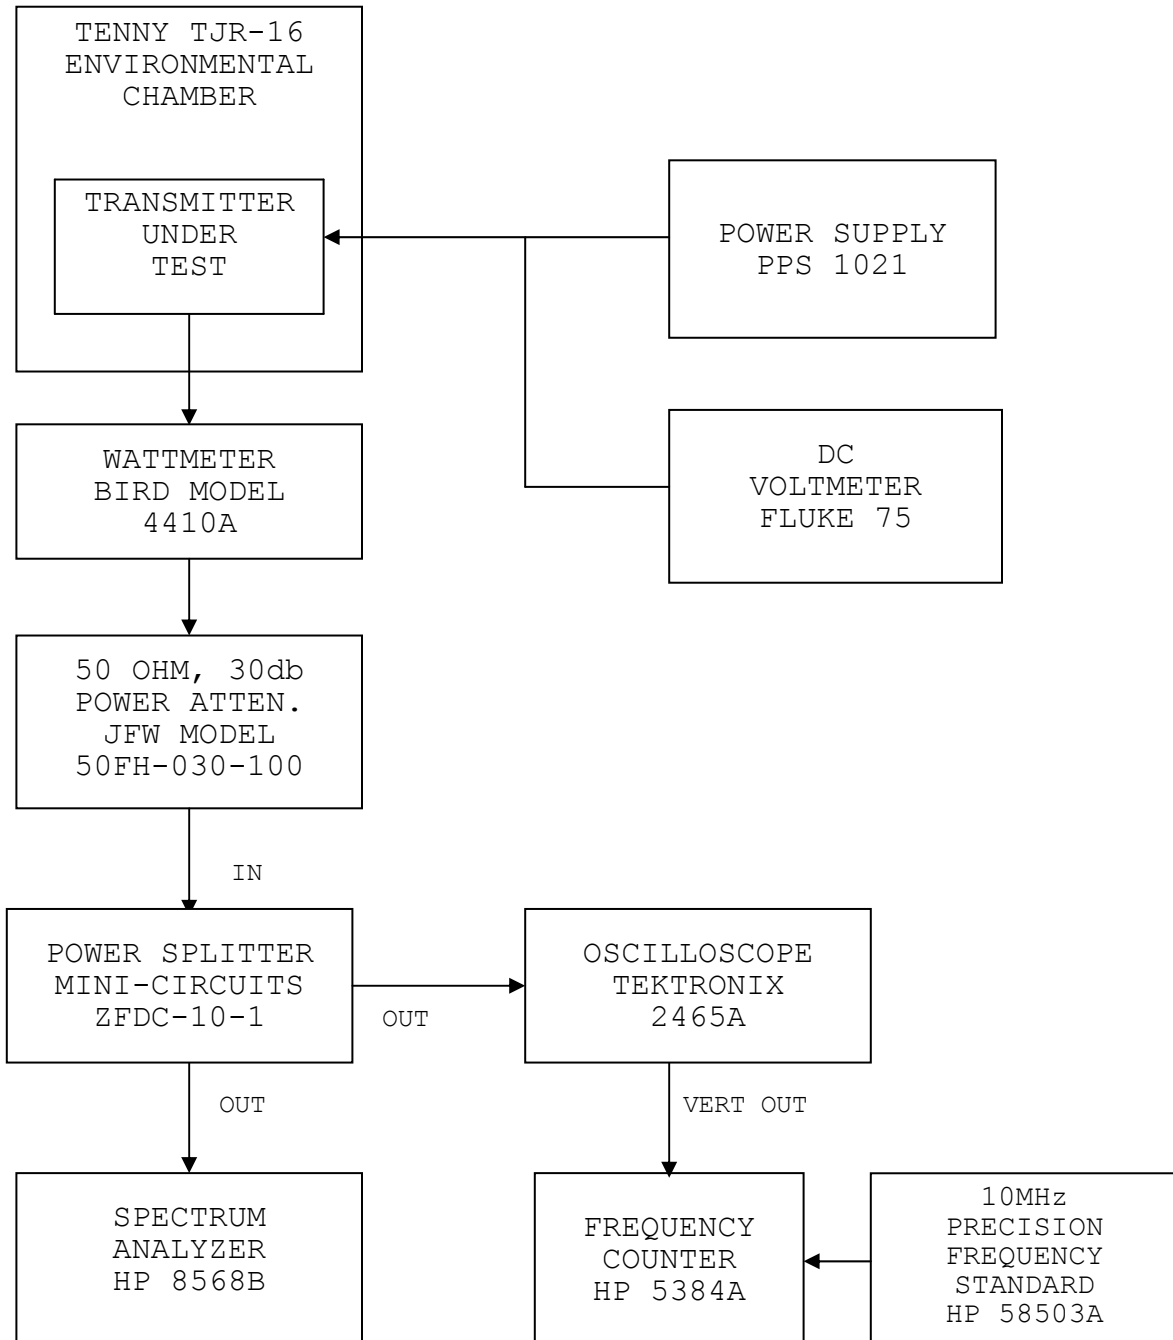 TENNY TJR-16
ENVIRONMENTAL
CHAMBER
TRANSMITTER
UNDER
TEST
POWER SUPPLY
PPS 1021
WATTMETER
BIRD MODEL
4410A
DC
VOLTMETER
FLUKE 75
50 OHM, 30db
POWER ATTEN.
JFW MODEL
50FH-030-100
IN
POWER SPLITTER
MINI-CIRCUITS
ZFDC-10-1
OUT
OSCILLOSCOPE
TEKTRONIX
2465A
OUT
VERT OUT
SPECTRUM
ANALYZER
HP 8568B
FREQUENCY
COUNTER
HP 5384A
10MHz
PRECISION
FREQUENCY
STANDARD
HP 58503A